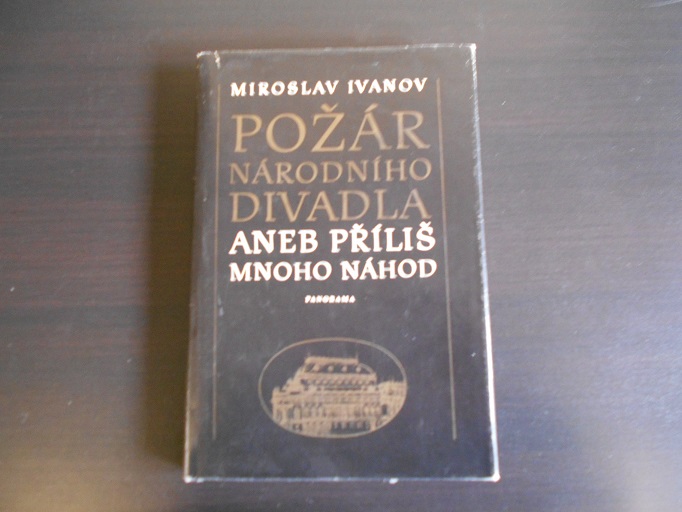 MIROSLAV IVANOV
POŽÁR
NÁRODNÍHO
DIVADLA
ANEB PŘÍLIŠ
MNOHO NÁHOD
PANORAMA